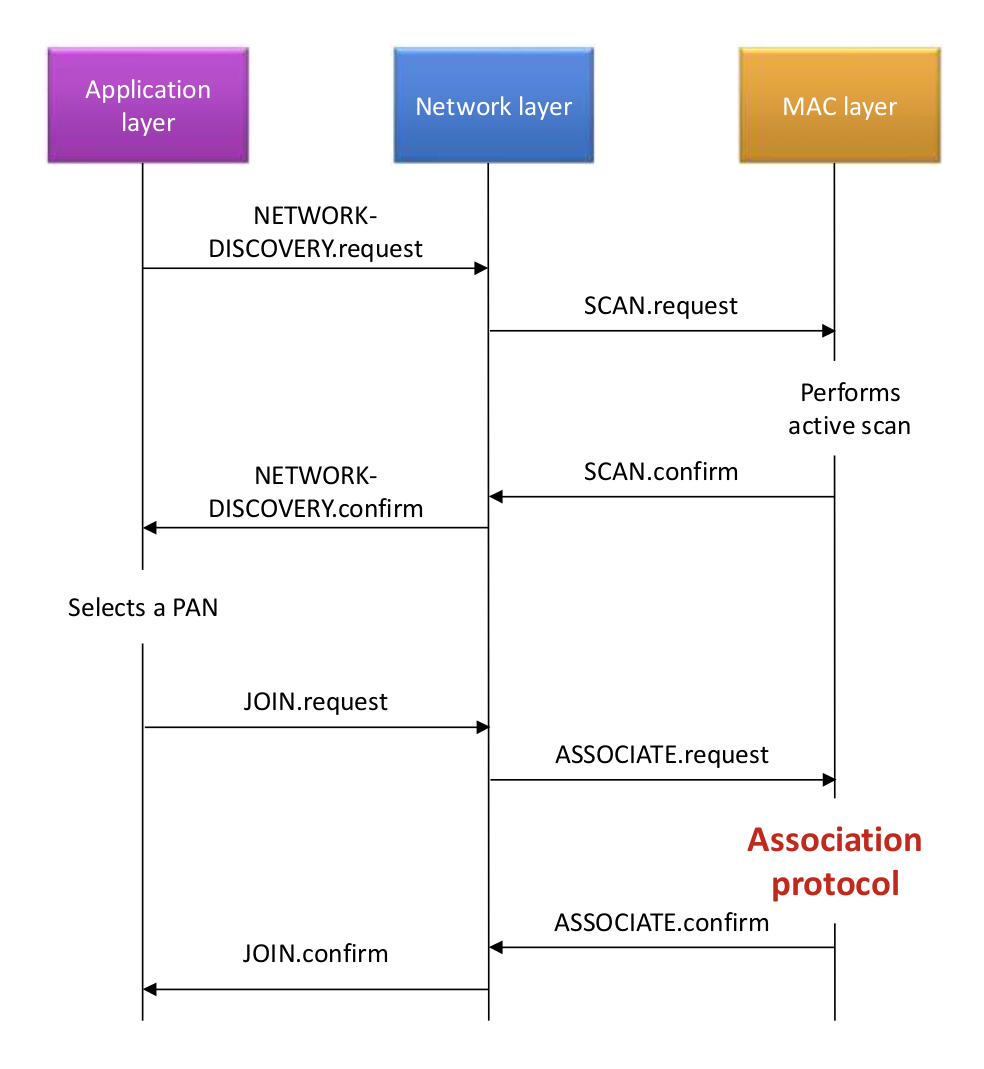 Application
layer
Network layer
MAC layer
NETWORK-
DISCOVERY.request
SCAN.request
Performs
active scan
SCAN.confirm
NETWORK-
DISCOVERY.confirm
Selects a PAN
JOIN.request
ASSOCIATE.request
Association
protocol
ASSOCIATE.confirm
JOIN.confirm